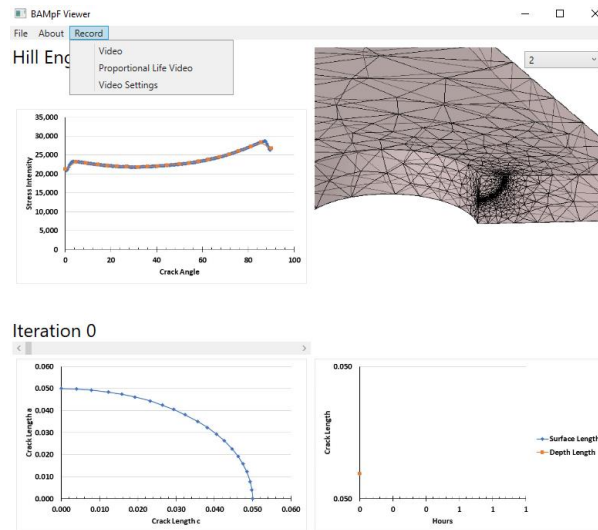 BAMpF Viewer
File About Record
Video
Proportional Life Video
Video Settings
Hill Eng
2
35,000
30,000
25,000
20,000
15,000
10,000
5,000
0
Stress Intensity
0 20 40 60 80 100
Crack Angle
Iteration 0
0.060
0.050
0.040
0.030
0.020
0.010
0.000
Crack Length a
0.000 0.010 0.020 0.030 0.040 0.050 0.060
Crack Length c
0.050
0.050
Crack Length
0 0 0 1 1 1
Hours
Surface Length
Depth Length